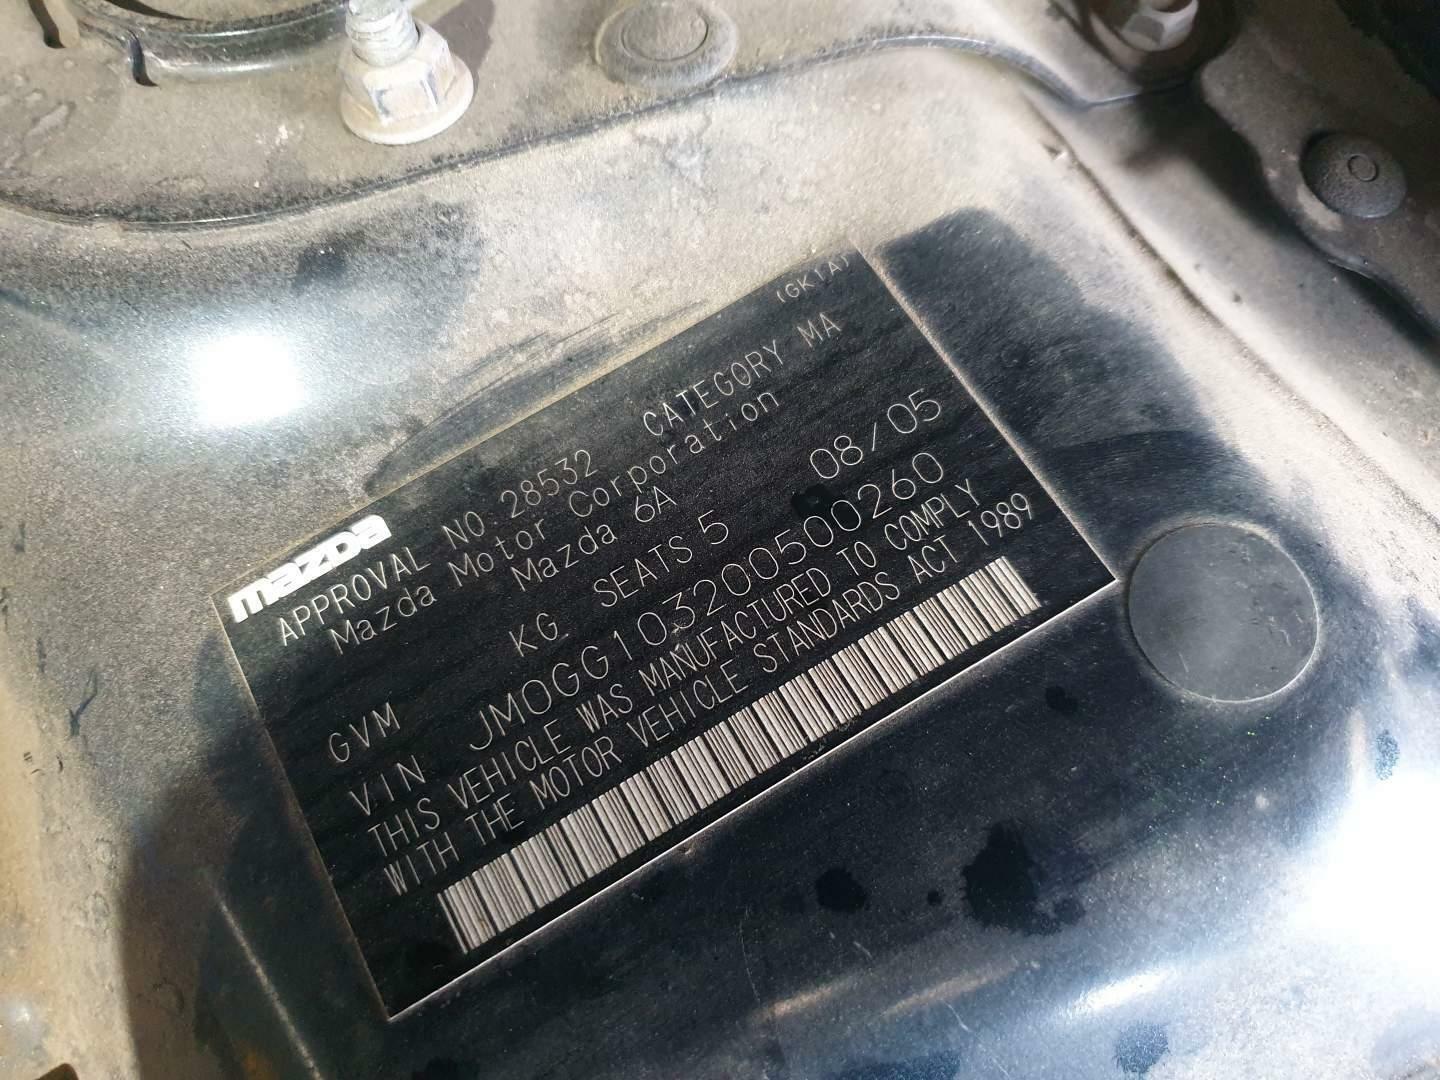 (GK1A)
mazda
APPROVAL NO. 28532 CATEGORY MA
Mazda Motor Corporation
Mazda 6A
GVM KG SEATS 5 08/05
VIN JM0GG103200500260
THIS VEHICLE WAS MANUFACTURED TO COMPLY
WITH THE MOTOR VEHICLE STANDARDS ACT 1989